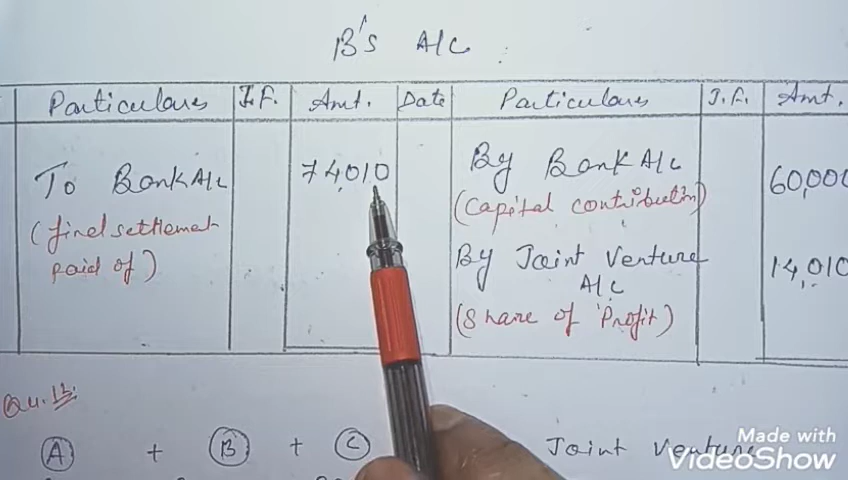 B's A/C
Particulars J.F. Amt. Date Particulars J.F. Amt.
To Bank A/c 74,010 By Bank A/c 60,000
(final settlement paid of) (Capital contribution)
By Joint Venture A/c 14,010
(Share of Profit)
Qu. 13.
A + B + C Joint Venture
Made with
VideoShow